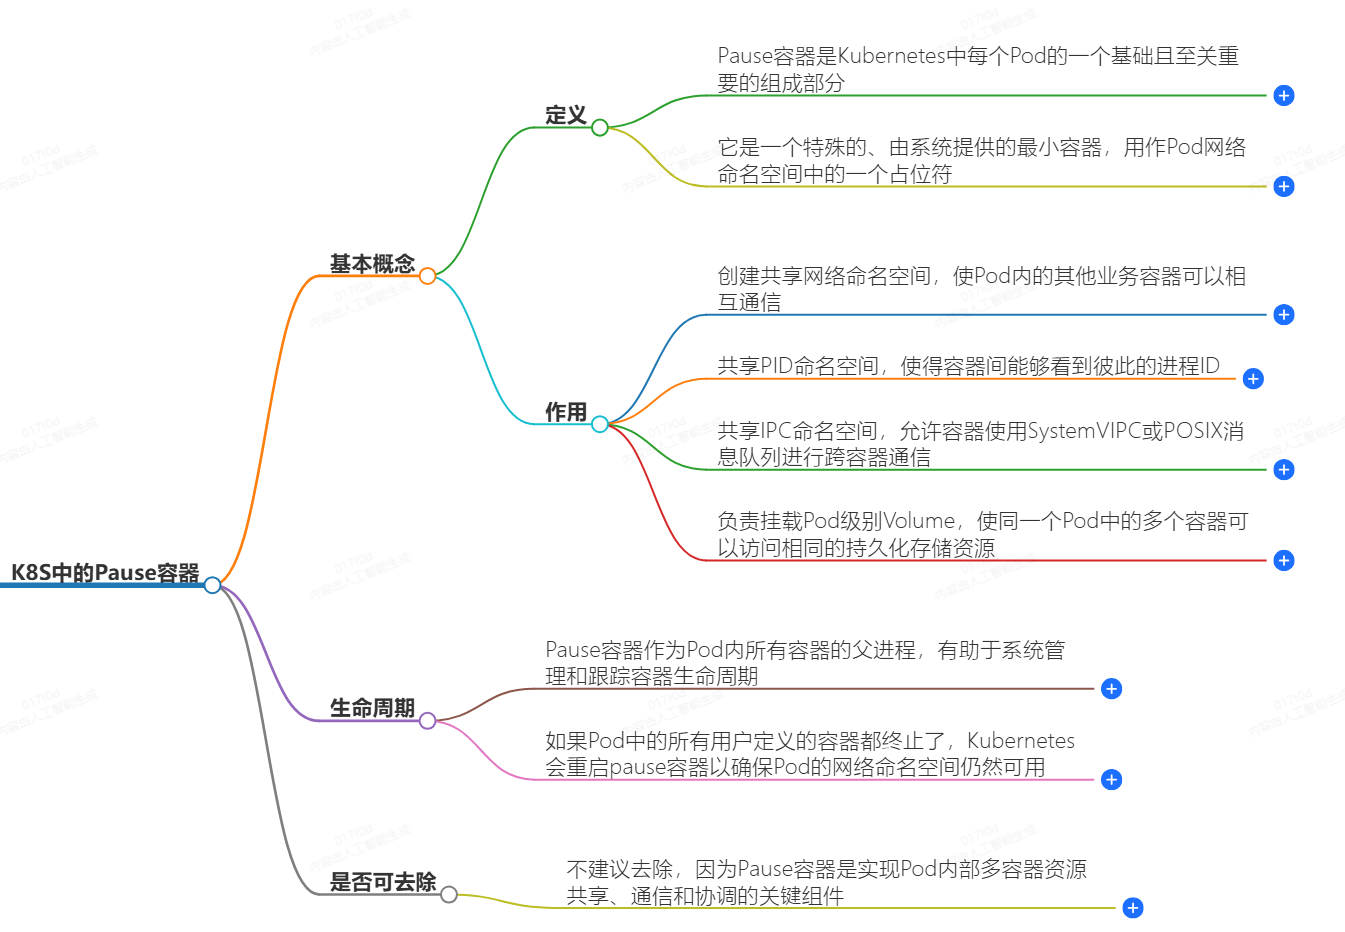 Pause容器是Kubernetes中每个Pod的一个基础且至关重
要的组成部分
定义
它是一个特殊的、由系统提供的最小容器，用作Pod网络
命名空间中的一个占位符
基本概念
创建共享网络命名空间，使Pod内的其他业务容器可以相
互通信
共享PID命名空间，使得容器间能够看到彼此的进程ID
作用
共享IPC命名空间，允许容器使用SystemVIPC或POSIX消
息队列进行跨容器通信
负责挂载Pod级别Volume，使同一个Pod中的多个容器可
以访问相同的持久化存储资源
K8S中的Pause容器
Pause容器作为Pod内所有容器的父进程，有助于系统管
理和跟踪容器生命周期
生命周期
如果Pod中的所有用户定义的容器都终止了，Kubernetes
会重启pause容器以确保Pod的网络命名空间仍然可用
是否可去除
不建议去除，因为Pause容器是实现Pod内部多容器资源
共享、通信和协调的关键组件